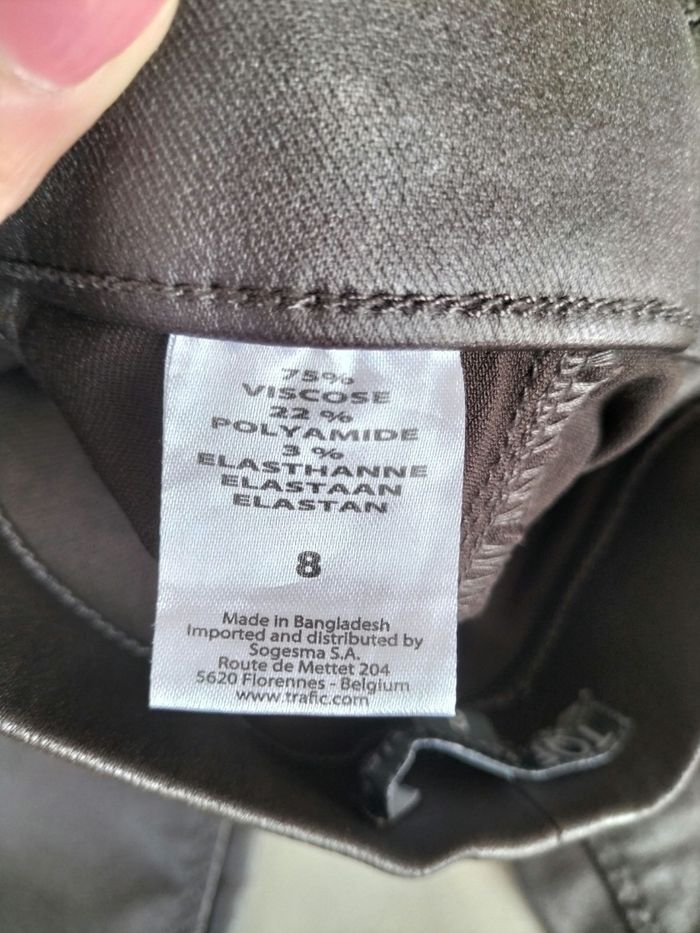 75%
VISCOSE
22 %
POLYAMIDE
3 %
ELASTHANNE
ELASTAAN
ELASTAN
8
Made in Bangladesh
Imported and distributed by
Sogesma S.A.
Route de Mettet 204
5620 Florennes - Belgium
www.trafic.com